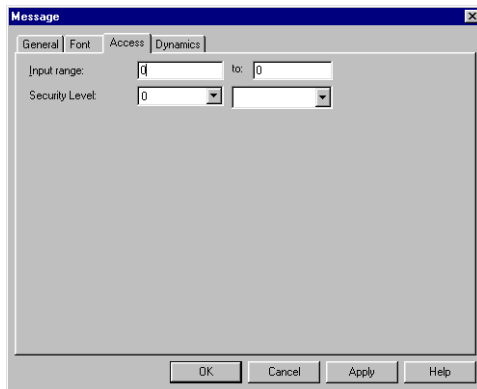 Message
General Font Access Dynamics
Input range: 0 to: 0
Security Level: 0
OK Cancel Apply Help